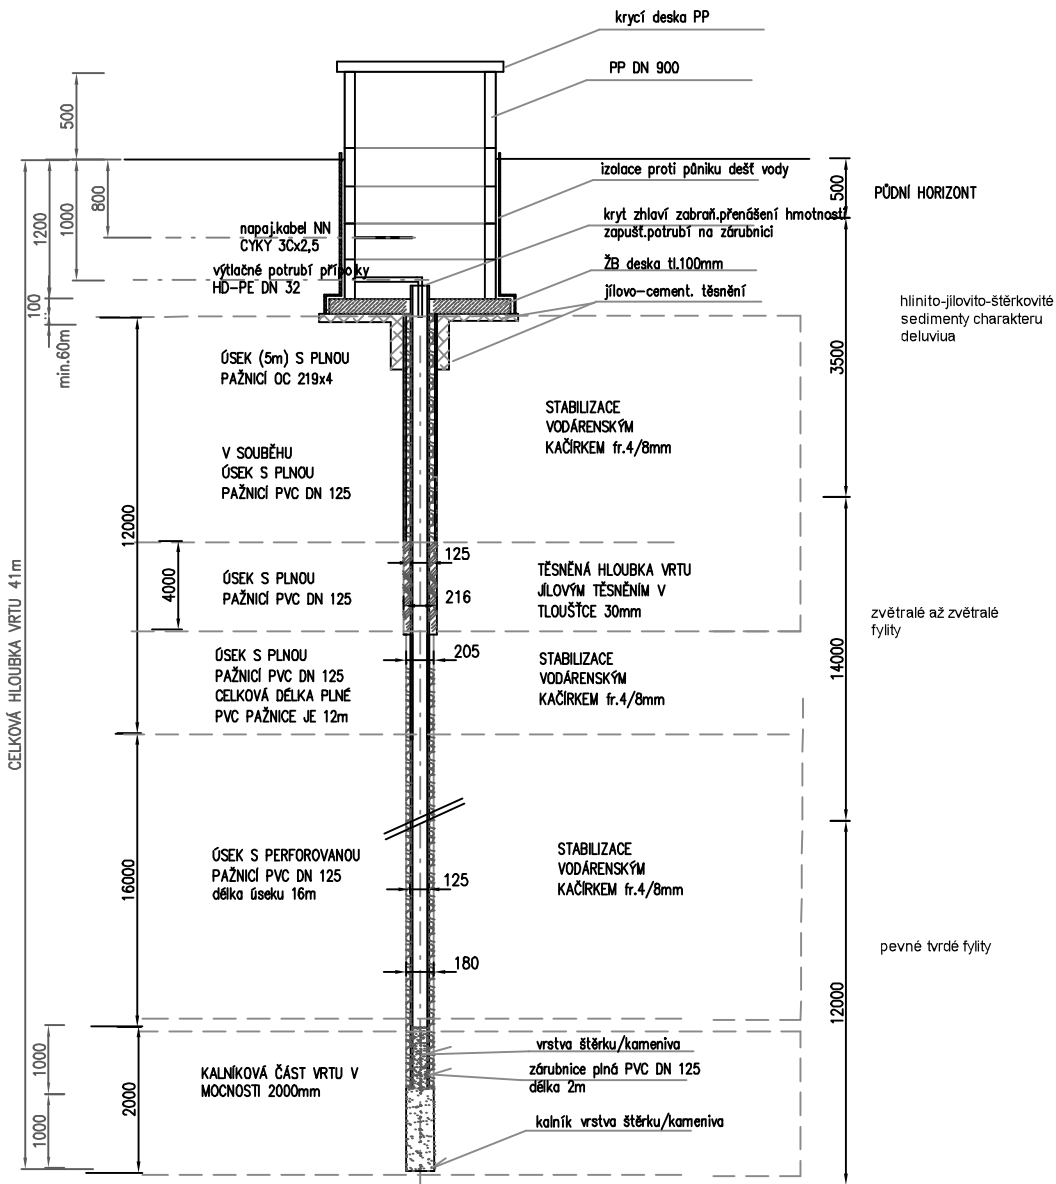 krycí deska PP
PP DN 900
500
izolace proti půniku dešť vody
500
PŮDNÍ HORIZONT
800
1000
1200
kryt zhlaví zabraň.přenášení hmotností
zapušť.potrubí na zárubnici
napaj.kabel NN
CYKY 3Cx2,5
výtlačné potrubí přípojky
HD-PE DN 32
ŽB deska tl.100mm
jílovo-cement. těsnění
100
min.60m
hlinito-jilovito-štěrkovité
sedimenty charakteru
deluviua
3500
ÚSEK (5m) S PLNOU
PAŽNICÍ OC 219x4
STABILIZACE
VODÁRENSKÝM
KAČÍRKEM fr.4/8mm
V SOUBĚHU
ÚSEK S PLNOU
PAŽNICÍ PVC DN 125
12000
CELKOVÁ HLOUBKA VRTU 41m
4000
125
216
ÚSEK S PLNOU
PAŽNICÍ PVC DN 125
TĚSNĚNÁ HLOUBKA VRTU
JÍLOVÝM TĚSNĚNÍM V
TLOUŠŤCE 30mm
zvětralé až zvětralé
fylity
14000
ÚSEK S PLNOU
PAŽNICÍ PVC DN 125
CELKOVÁ DÉLKA PLNÉ
PVC PAŽNICE JE 12m
205
STABILIZACE
VODÁRENSKÝM
KAČÍRKEM fr.4/8mm
16000
ÚSEK S PERFOROVANOU
PAŽNICÍ PVC DN 125
délka úseku 16m
125
STABILIZACE
VODÁRENSKÝM
KAČÍRKEM fr.4/8mm
180
pevné tvrdé fylity
12000
1000
2000
1000
KALNÍKOVÁ ČÁST VRTU V
MOCNOSTI 2000mm
vrstva štěrku/kameniva
zárubnice plná PVC DN 125
délka 2m
kalník vrstva štěrku/kameniva